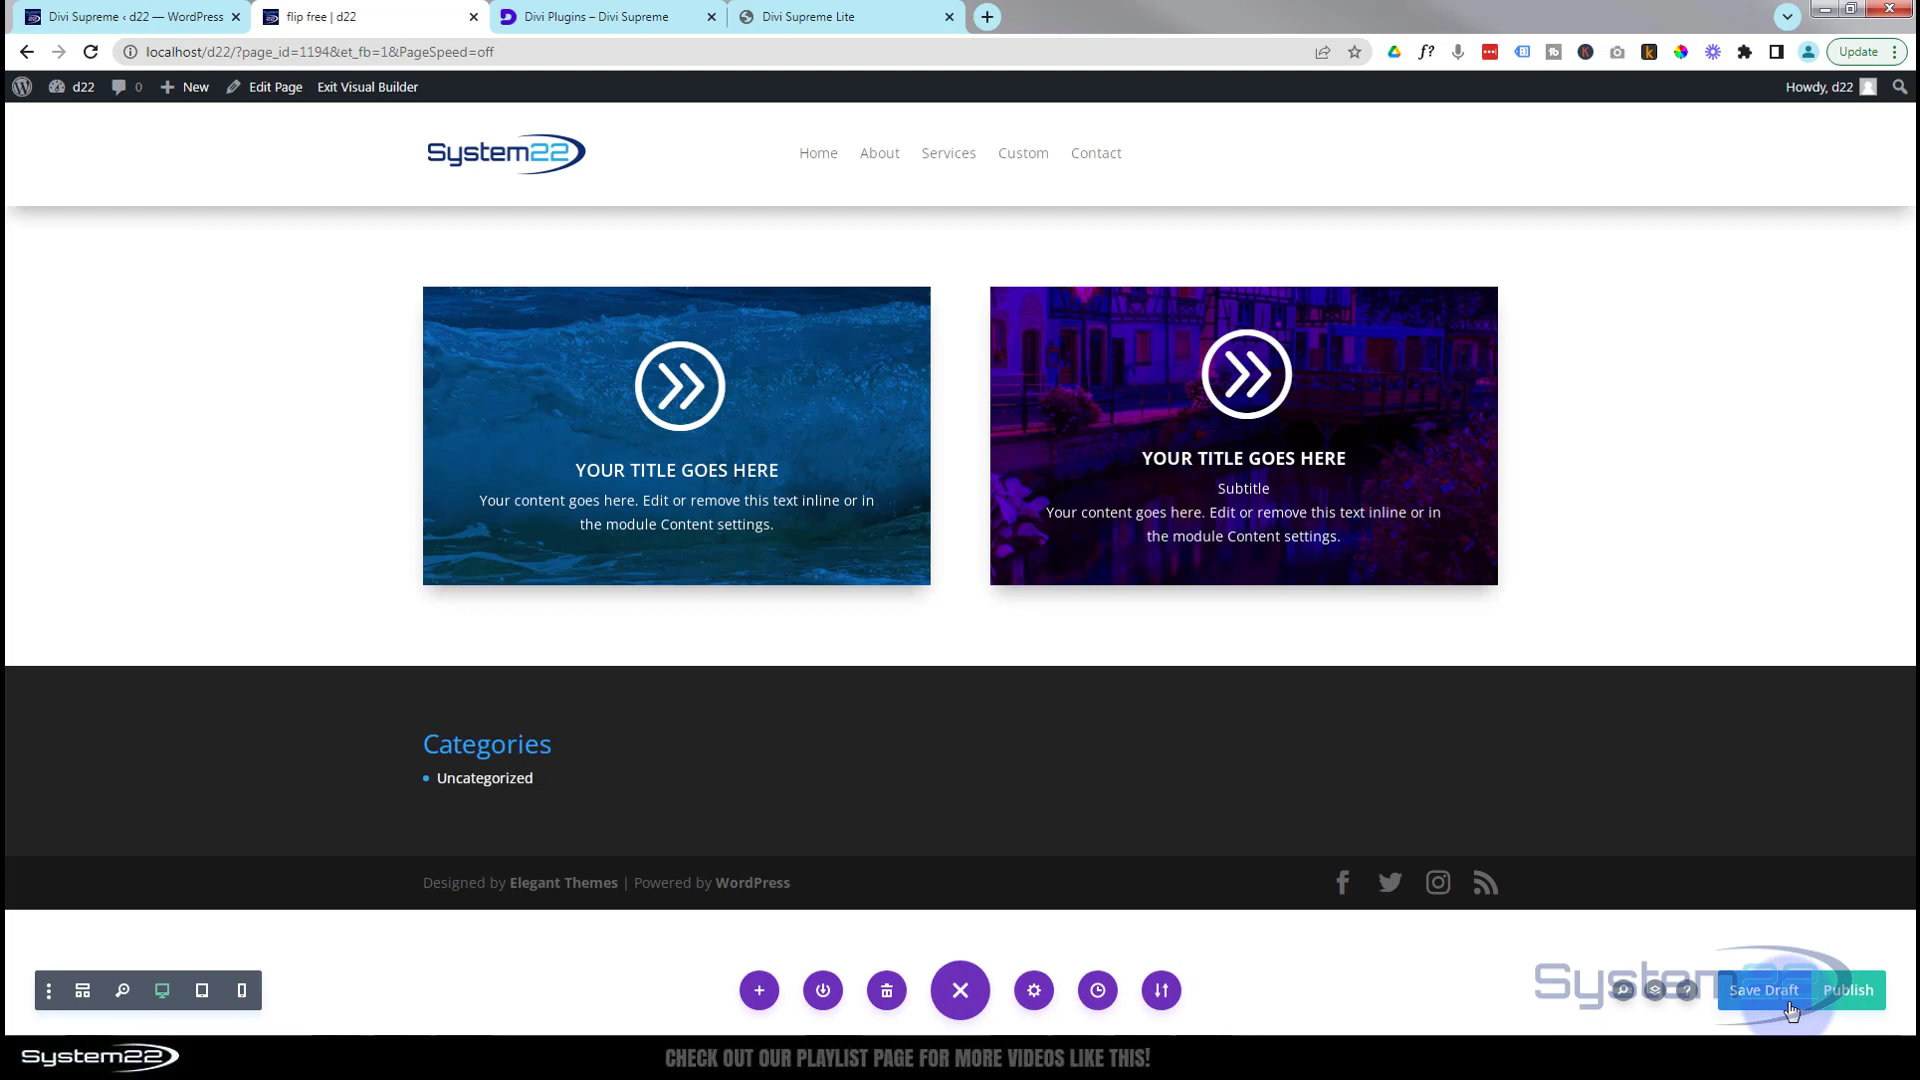 Divi Supreme ‹ d22 — WordPress
flip free | d22
Divi Plugins – Divi Supreme
Divi Supreme Lite
localhost/d22/?page_id=1194&et_fb=1&PageSpeed=off
f?
Update
d22
0
New
Edit Page
Exit Visual Builder
Howdy, d22
System22
Home
About
Services
Custom
Contact
YOUR TITLE GOES HERE
Your content goes here. Edit or remove this text inline or in
the module Content settings.
YOUR TITLE GOES HERE
Subtitle
Your content goes here. Edit or remove this text inline or in
the module Content settings.
Categories
Uncategorized
Designed by Elegant Themes | Powered by WordPress
System22
Save Draft
Publish
System22
CHECK OUT OUR PLAYLIST PAGE FOR MORE VIDEOS LIKE THIS!